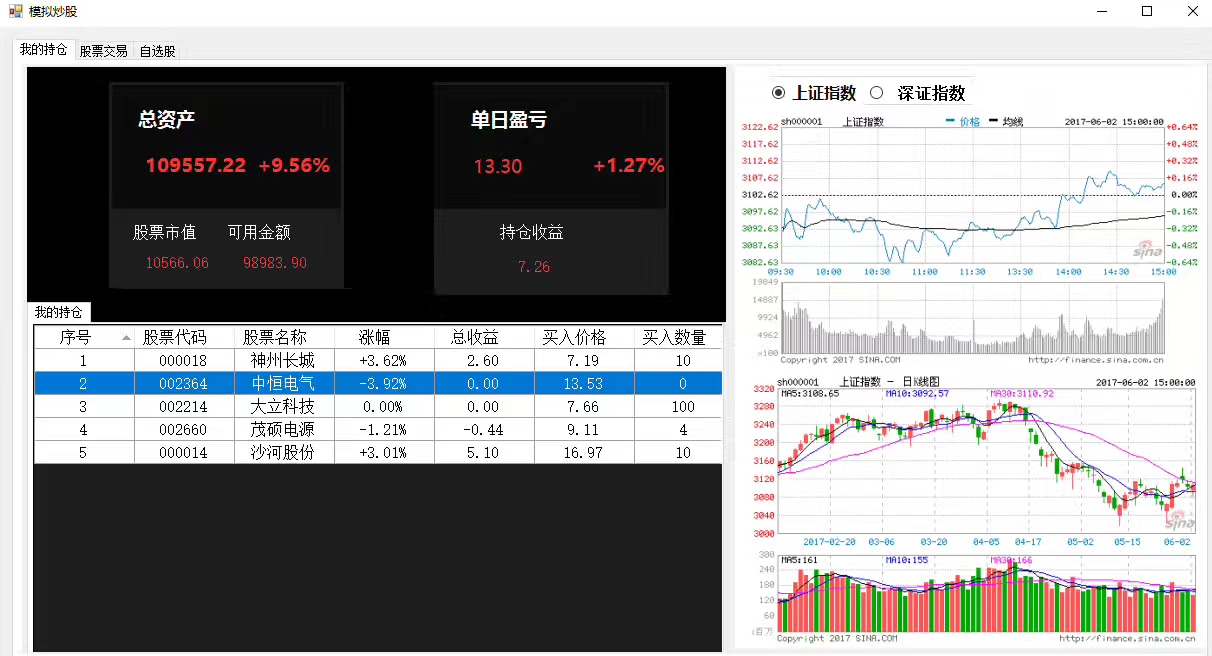 模拟炒股
我的持仓 股票交易 自选股
总资产
109557.22 +9.56%
股票市值 可用金额
10566.06 98983.90
单日盈亏
13.30 +1.27%
持仓收益
7.26
我的持仓
序号 股票代码 股票名称 涨幅 总收益 买入价格 买入数量
1 000018 神州长城 +3.62% 2.60 7.19 10
2 002364 中恒电气 -3.92% 0.00 13.53 0
3 002214 大立科技 0.00% 0.00 7.66 100
4 002660 茂硕电源 -1.21% -0.44 9.11 4
5 000014 沙河股份 +3.01% 5.10 16.97 10
上证指数 深证指数
sh000001 上证指数 价格 均线 2017-06-02 15:00:00
3122.62 +0.64%
3117.62 +0.48%
3112.62 +0.32%
3107.62 +0.16%
3102.62 0.00%
3097.62 -0.16%
3092.63 -0.32%
3087.63 -0.48%
3082.63 -0.64%
sina
09:30 10:00 10:30 11:00 11:30 13:30 14:00 14:30 15:00
19849
14887
9924
4962
x100
Copyright 2017 SINA.COM http://finance.sina.com.cn
sh000001 上证指数 - 日K线图 2017-06-02 15:00:00
MA5:3108.65 MA10:3092.57 MA30:3110.92
3320
3280
3240
3200
3160
3120
3080
3040
3000
sina
2017-02-20 03-06 03-20 04-05 04-17 05-02 05-15 06-02
MA5:161 MA10:155 MA30:166
300
240
180
120
60
(百万
Copyright 2017 SINA.COM http://finance.sina.com.cn